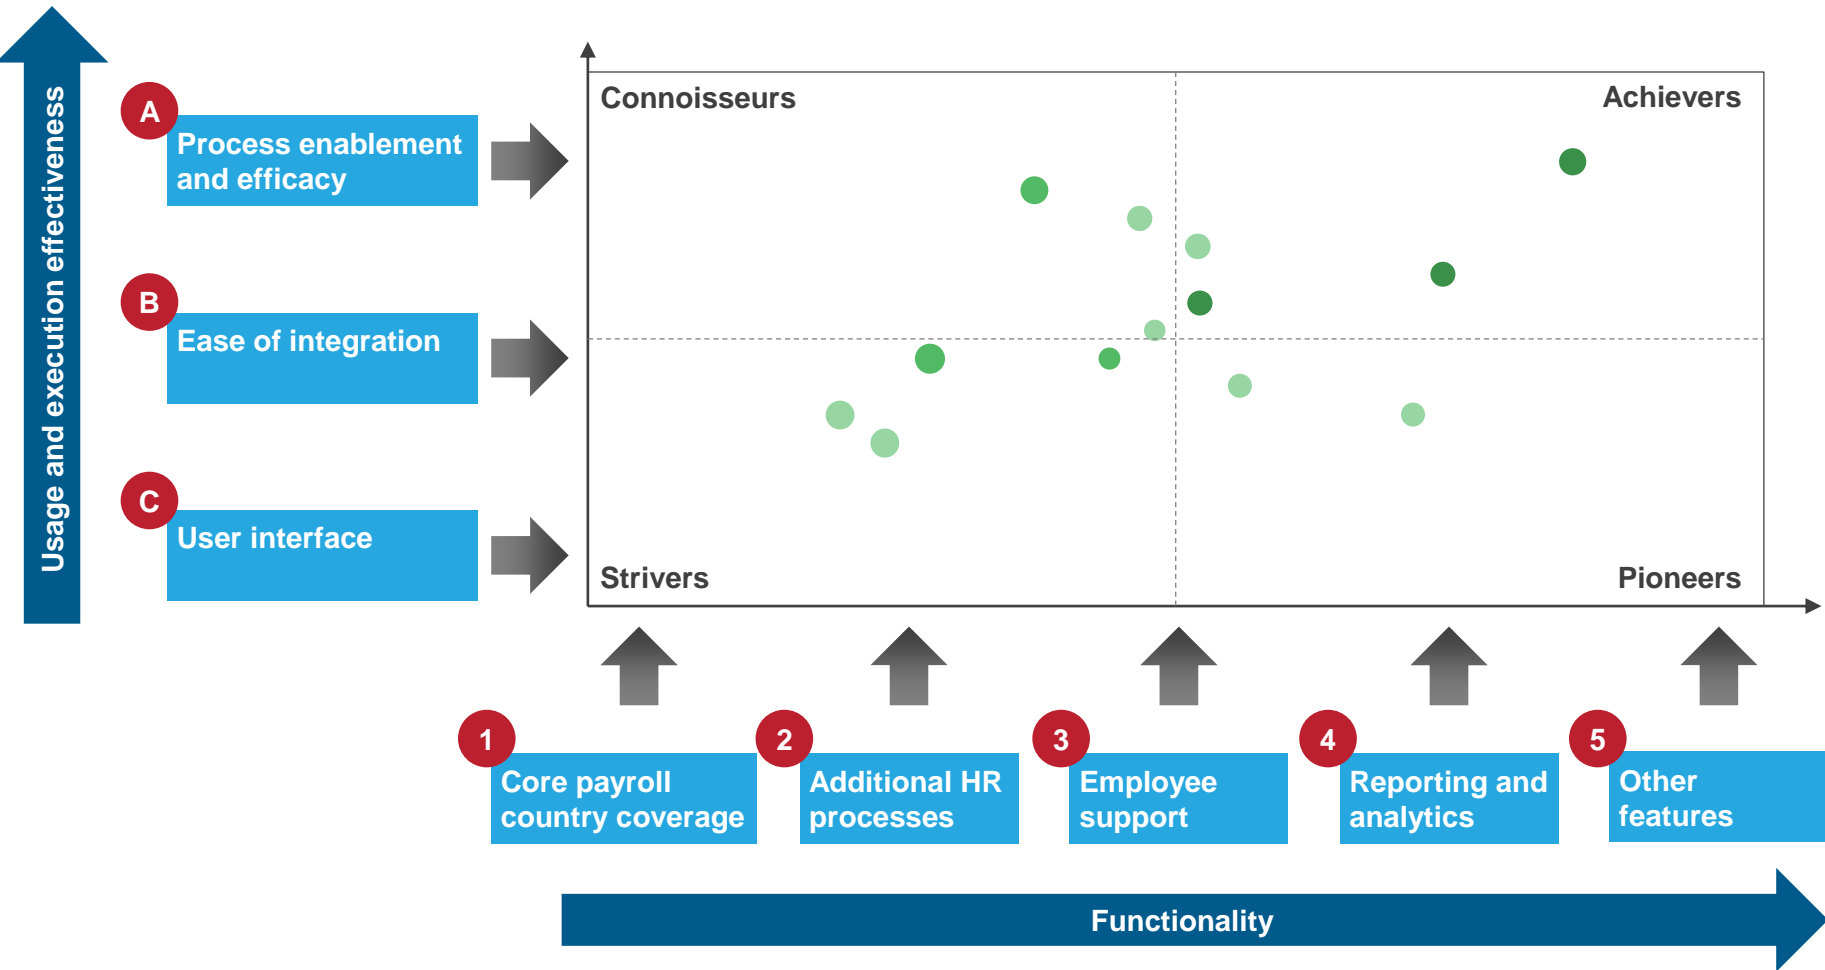 Usage and execution effectiveness
A
Process enablement
and efficacy
B
Ease of integration
C
User interface
Connoisseurs
Achievers
Strivers
Pioneers
1
Core payroll
country coverage
2
Additional HR
processes
3
Employee
support
4
Reporting and
analytics
5
Other
features
Functionality